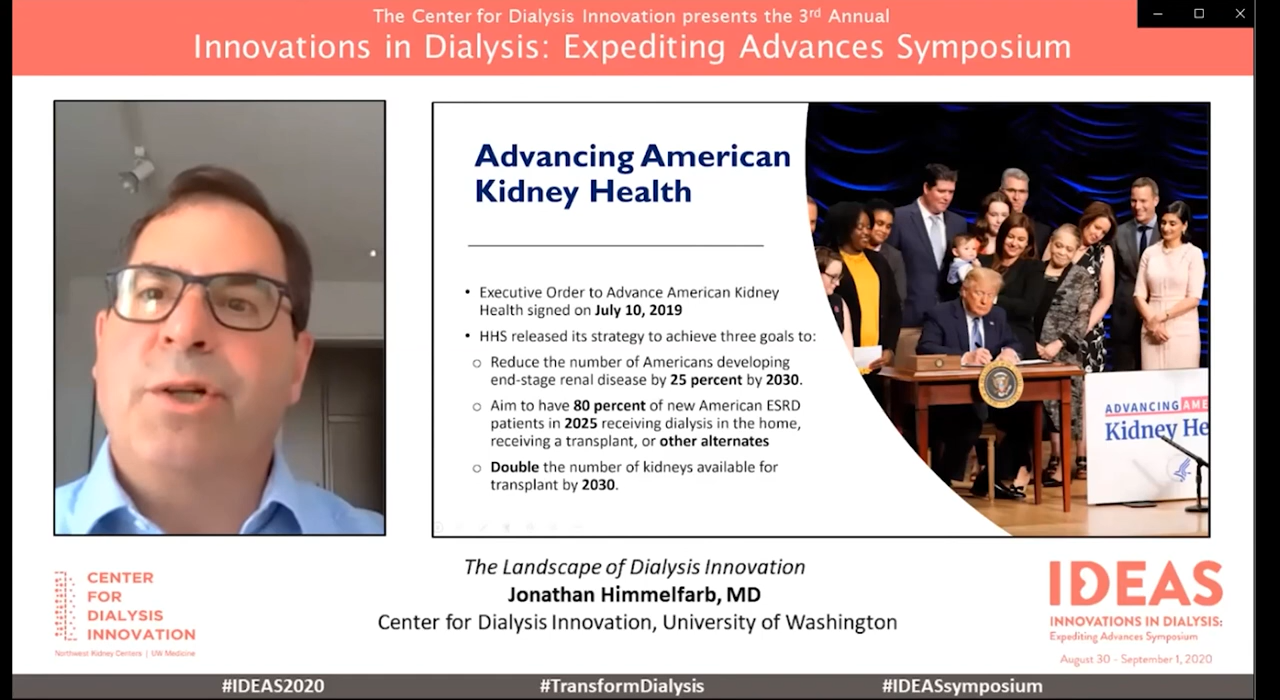 The Center for Dialysis Innovation presents the 3rd Annual
Innovations in Dialysis: Expediting Advances Symposium
Advancing American
Kidney Health
• Executive Order to Advance American Kidney
Health signed on July 10, 2019
• HHS released its strategy to achieve three goals to:
o Reduce the number of Americans developing
end-stage renal disease by 25 percent by 2030.
o Aim to have 80 percent of new American ESRD
patients in 2025 receiving dialysis in the home,
receiving a transplant, or other alternates
o Double the number of kidneys available for
transplant by 2030.
ADVANCING AME
Kidney He
The Landscape of Dialysis Innovation
Jonathan Himmelfarb, MD
Center for Dialysis Innovation, University of Washington
CENTER
FOR
DIALYSIS
INNOVATION
Northwest Kidney Centers | UW Medicine
IDEAS
INNOVATIONS IN DIALYSIS:
Expediting Advances Symposium
August 30 - September 1, 2020
#IDEAS2020 #TransformDialysis #IDEASsymposium